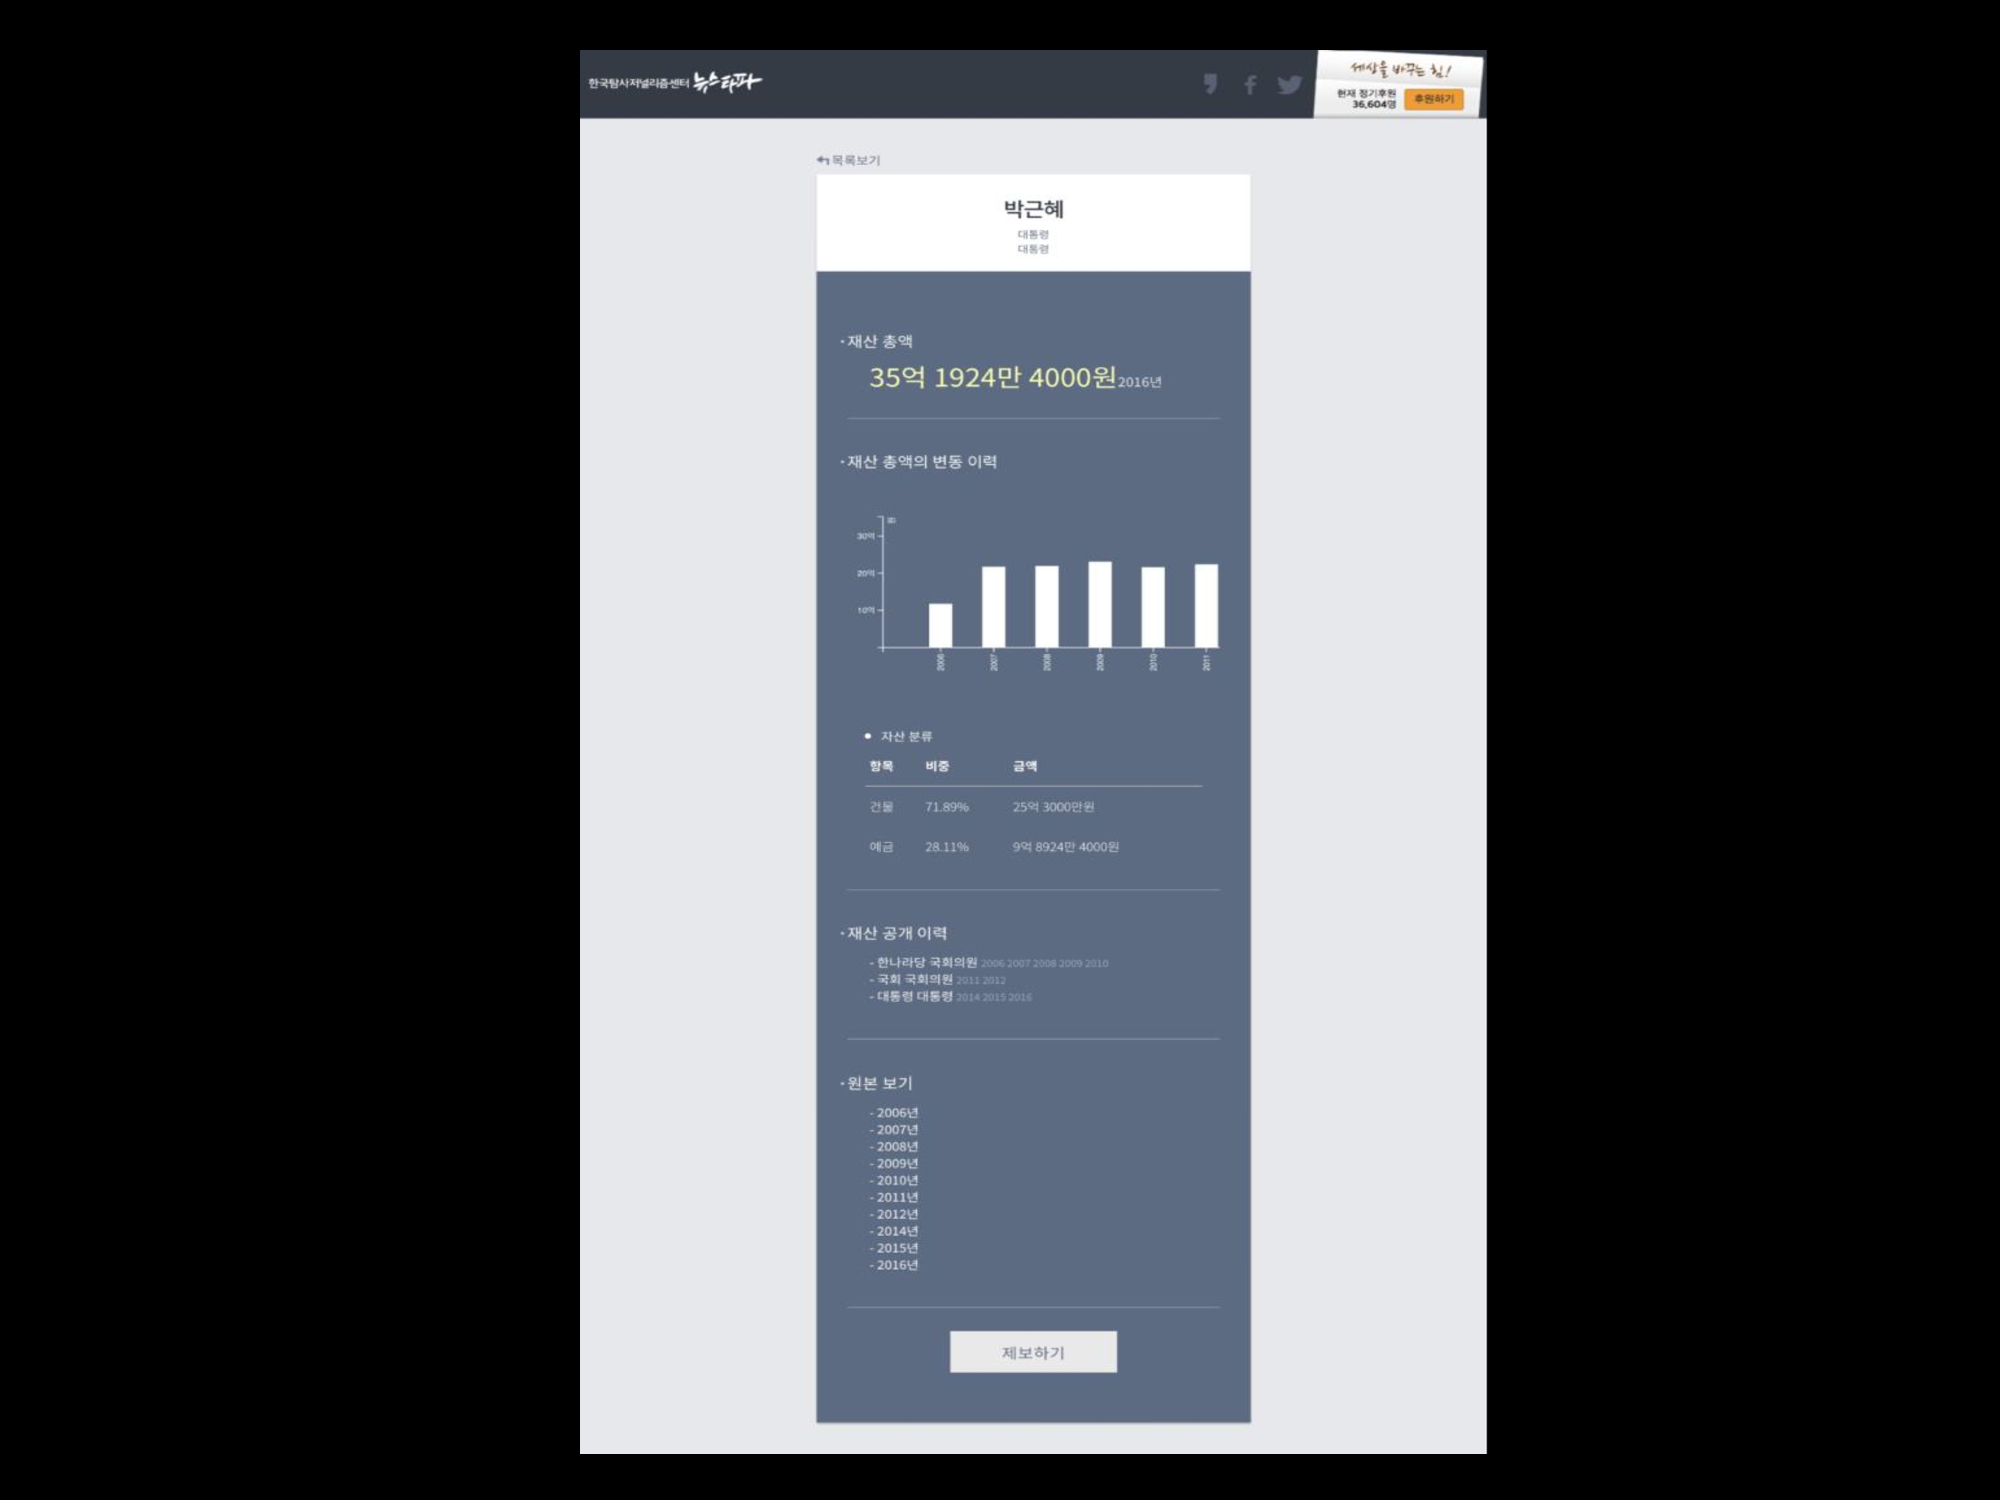 한국탐사저널리즘센터 뉴스타파
세상을 바꾸는 힘!
현재 정기후원
36,604명
후원하기
목록보기
박근혜
대통령
대통령
재산 총액
35억 1924만 4000원2016년
재산 총액의 변동 이력
30억
20억
10억
2006
2007
2008
2009
2010
2011
자산 분류
항목 비중 금액
건물 71.89% 25억 3000만원
예금 28.11% 9억 8924만 4000원
재산 공개 이력
- 한나라당 국회의원 2006 2007 2008 2009 2010
- 국회 국회의원 2011 2012
- 대통령 대통령 2014 2015 2016
원본 보기
- 2006년
- 2007년
- 2008년
- 2009년
- 2010년
- 2011년
- 2012년
- 2014년
- 2015년
- 2016년
제보하기